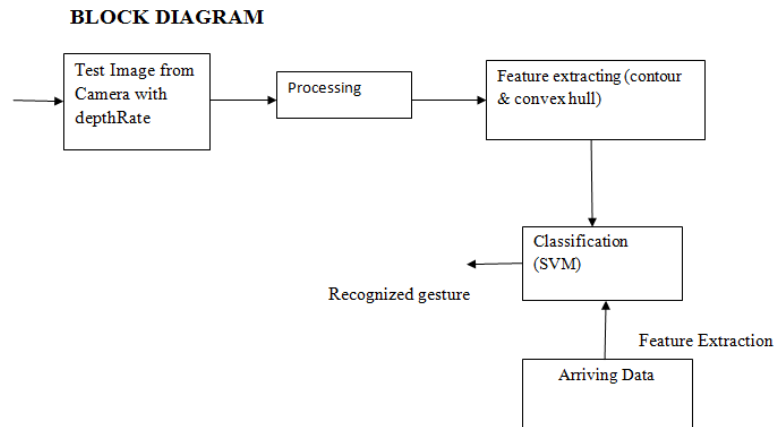 BLOCK DIAGRAM
Test Image from
Camera with
depthRate
Processing
Feature extracting (contour
& convex hull)
Classification
(SVM)
Recognized gesture
Feature Extraction
Arriving Data